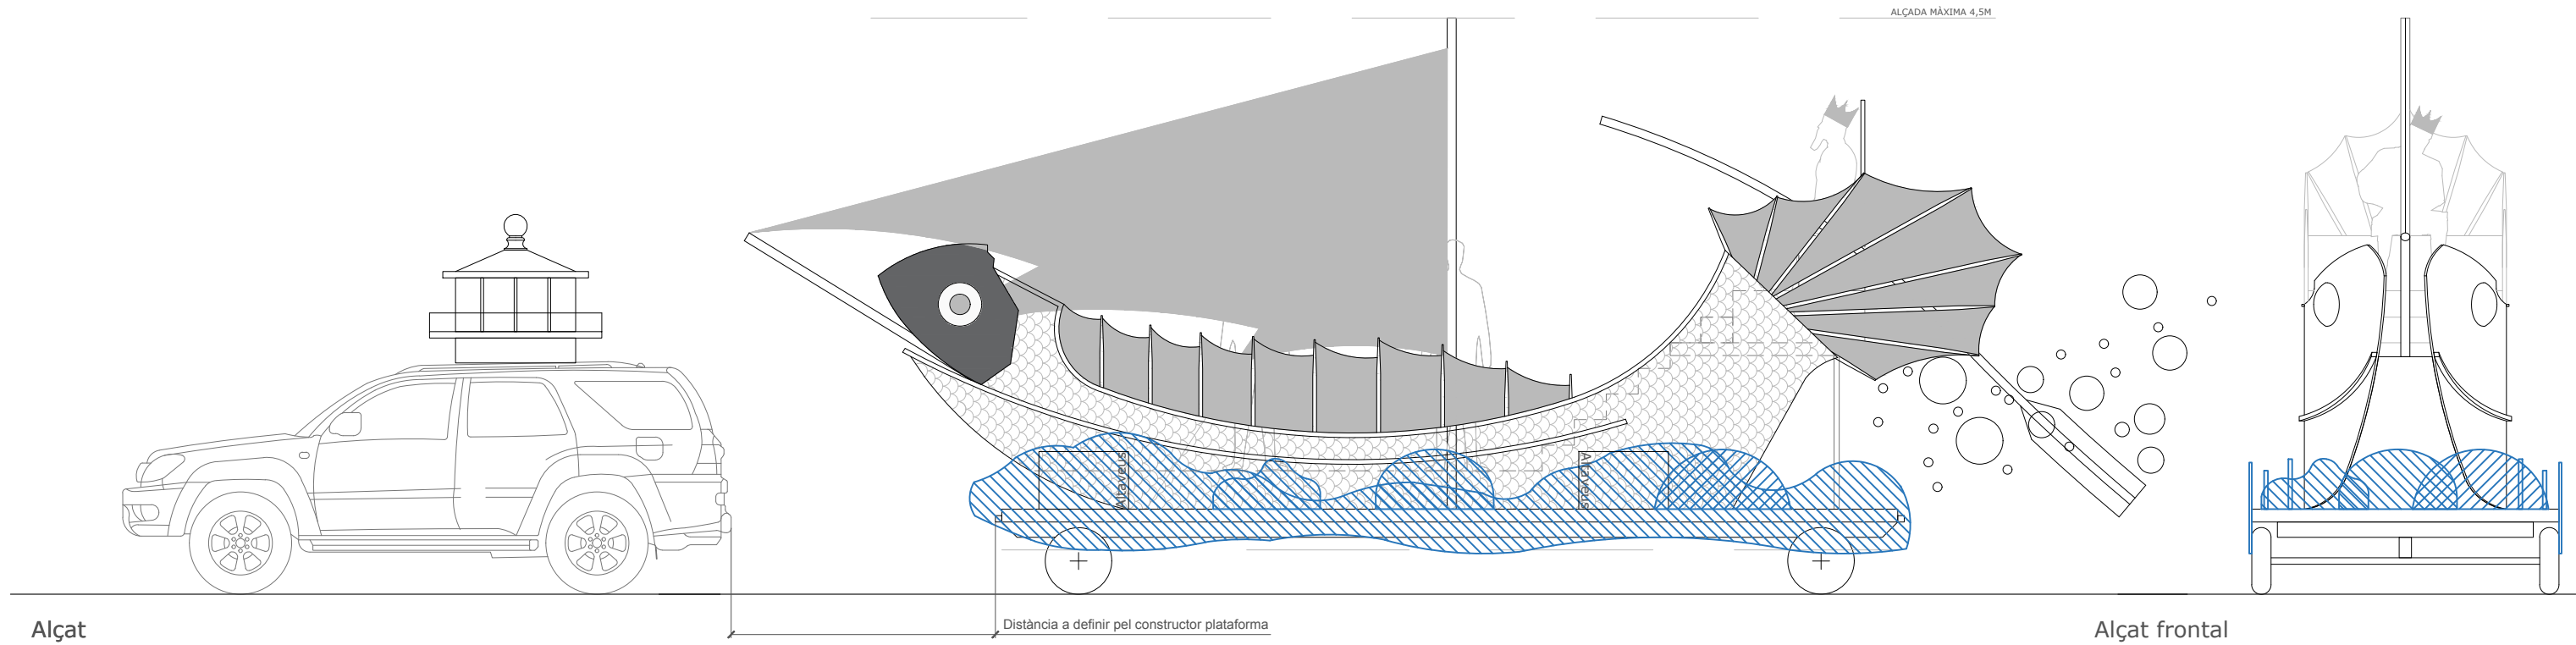 ALÇADA MÀXIMA 4,5M
Altaveus
Altaveus
Distància a definir pel constructor plataforma
Alçat
Alçat frontal